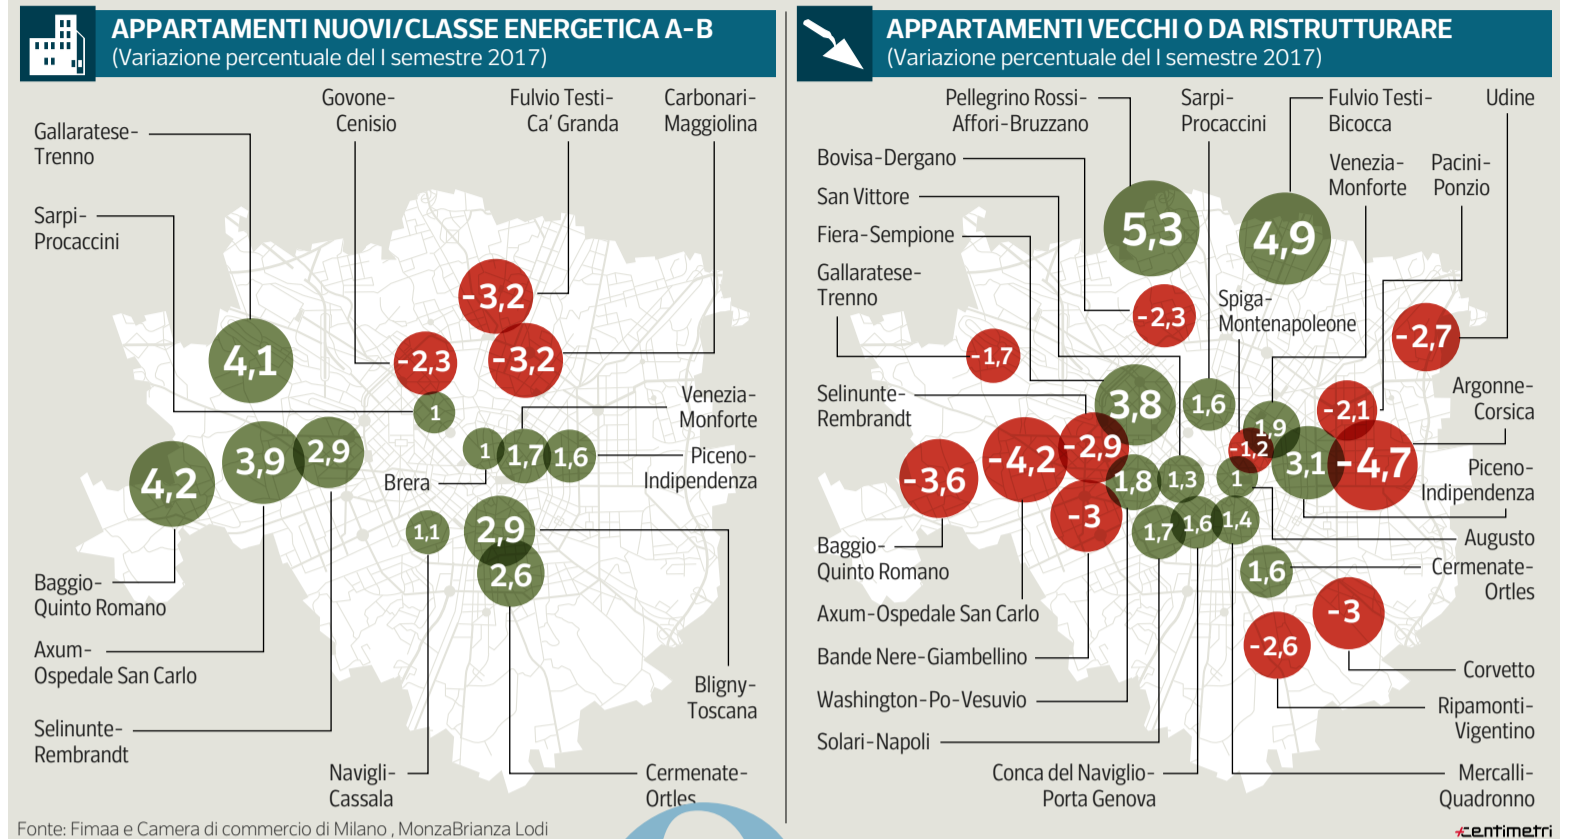 APPARTAMENTI NUOVI/CLASSE ENERGETICA A-B
(Variazione percentuale del I semestre 2017)
Govone-
Cenisio
Fulvio Testi-
Ca' Granda
Carbonari-
Maggiolina
Gallaratese-
Trenno
Sarpi-
Procaccini
-3,2
-3,2
-2,3
4,1
1
Venezia-
Monforte
4,2
3,9
2,9
1
1,7
1,6
Piceno-
Indipendenza
Brera
1,1
2,9
2,6
Baggio-
Quinto Romano
Axum-
Ospedale San Carlo
Selinunte-
Rembrandt
Bligny-
Toscana
Navigli-
Cassala
Cermenate-
Ortles
Fonte: Fimaa e Camera di commercio di Milano , MonzaBrianza Lodi
APPARTAMENTI VECCHI O DA RISTRUTTURARE
(Variazione percentuale del I semestre 2017)
Pellegrino Rossi-
Affori-Bruzzano
Sarpi-
Procaccini
Fulvio Testi-
Bicocca
Udine
Bovisa-Dergano
San Vittore
Fiera-Sempione
Gallaratese-
Trenno
Venezia-
Monforte
Pacini-
Ponzio
5,3
4,9
Spiga-
Montenapoleone
-2,3
-2,7
-1,7
Selinunte-
Rembrandt
3,8
1,6
-2,1
Argonne-
Corsica
-3,6
-4,2
-2,9
1,8
1,3
1,9
-1,2
1
3,1
-4,7
Piceno-
Indipendenza
-3
1,7
1,6
1,4
Augusto
Baggio-
Quinto Romano
1,6
Cermenate-
Ortles
Axum-Ospedale San Carlo
-3
Bande Nere-Giambellino
-2,6
Corvetto
Washington-Po-Vesuvio
Ripamonti-
Vigentino
Solari-Napoli
Conca del Naviglio-
Porta Genova
Mercalli-
Quadronno
centimetri